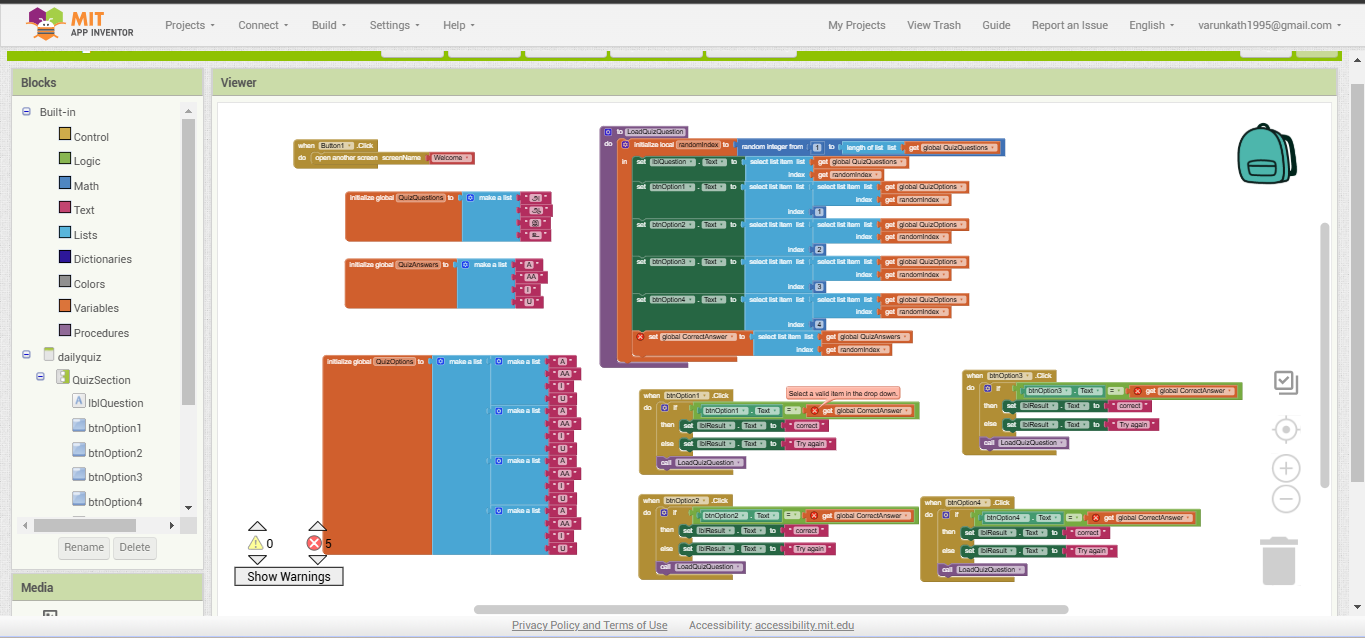 MIT
APP INVENTOR
Projects Connect Build Settings Help My Projects View Trash Guide Report an Issue English varunkath1995@gmail.com
Blocks
Built-in
Control
Logic
Math
Text
Lists
Dictionaries
Colors
Variables
Procedures
dailyquiz
QuizSection
lblQuestion
btnOption1
btnOption2
btnOption3
btnOption4
Rename Delete
Media
Viewer
when Button1 .Click
do open another screen screenName " Welcome "
initialize global QuizQuestions to make a list
initialize global QuizAnswers to make a list " A "
" AA "
" I "
" U "
initialize global QuizOptions to make a list make a list " A "
" AA "
" I "
" U "
make a list " A "
" AA "
" I "
" U "
make a list " A "
" AA "
" I "
" U "
make a list " A "
" AA "
" I "
" U "
to LoadQuizQuestion
do initialize local randomIndex to random integer from 1 to length of list list get global QuizQuestions
in set lblQuestion . Text to select list item list get global QuizQuestions
index get randomIndex
set btnOption1 . Text to select list item list select list item list get global QuizOptions
index get randomIndex
index 1
set btnOption2 . Text to select list item list select list item list get global QuizOptions
index get randomIndex
index 2
set btnOption3 . Text to select list item list select list item list get global QuizOptions
index get randomIndex
index 3
set btnOption4 . Text to select list item list select list item list get global QuizOptions
index get randomIndex
index 4
set global CorrectAnswer to select list item list get global QuizAnswers
index get randomIndex
when btnOption1 .Click
Select a valid item in the drop down.
do if btnOption1 . Text = get global CorrectAnswer
then set lblResult . Text to " correct "
else set lblResult . Text to " Try again "
call LoadQuizQuestion
when btnOption3 .Click
do if btnOption3 . Text = get global CorrectAnswer
then set lblResult . Text to " correct "
else set lblResult . Text to " Try again "
call LoadQuizQuestion
when btnOption2 .Click
do if btnOption2 . Text = get global CorrectAnswer
then set lblResult . Text to " correct "
else set lblResult . Text to " Try again "
call LoadQuizQuestion
when btnOption4 .Click
do if btnOption4 . Text = get global CorrectAnswer
then set lblResult . Text to " correct "
else set lblResult . Text to " Try again "
call LoadQuizQuestion
0 5
Show Warnings
Privacy Policy and Terms of Use Accessibility: accessibility.mit.edu